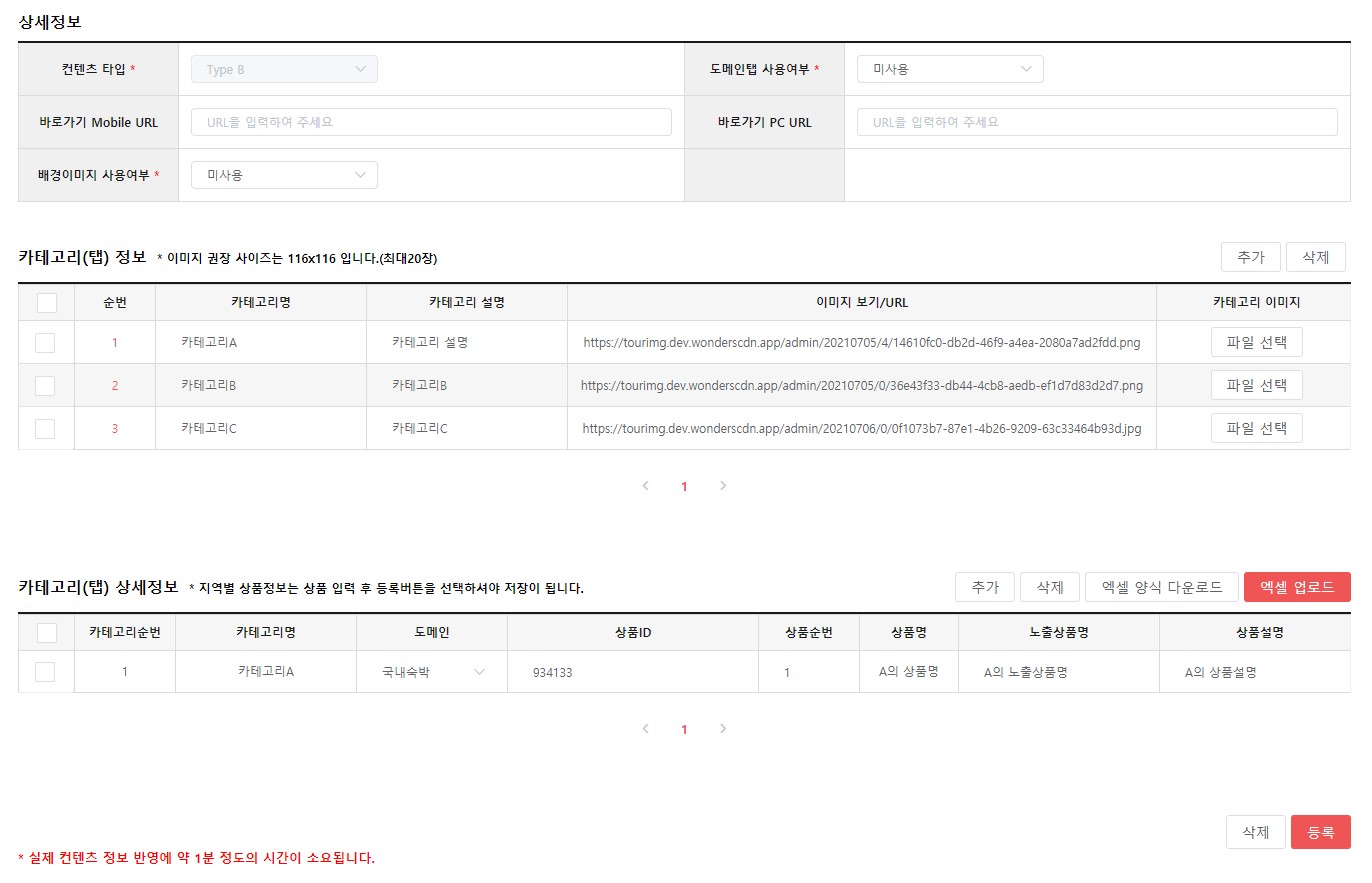 상세정보
컨텐츠 타입 * Type B 도메인탭 사용여부 * 미사용
바로가기 Mobile URL URL을 입력하여 주세요 바로가기 PC URL URL을 입력하여 주세요
배경이미지 사용여부 * 미사용
카테고리(탭) 정보 * 이미지 권장 사이즈는 116x116 입니다.(최대20장) 추가 삭제
순번 카테고리명 카테고리 설명 이미지 보기/URL 카테고리 이미지
1 카테고리A 카테고리 설명 https://tourimg.dev.wonderscdn.app/admin/20210705/4/14610fc0-db2d-46f9-a4ea-2080a7ad2fdd.png 파일 선택
2 카테고리B 카테고리B https://tourimg.dev.wonderscdn.app/admin/20210705/0/36e43f33-db44-4cb8-aedb-ef1d7d83d2d7.png 파일 선택
3 카테고리C 카테고리C https://tourimg.dev.wonderscdn.app/admin/20210706/0/0f1073b7-87e1-4b26-9209-63c33464b93d.jpg 파일 선택
< 1 >
카테고리(탭) 상세정보 * 지역별 상품정보는 상품 입력 후 등록버튼을 선택하셔야 저장이 됩니다. 추가 삭제 엑셀 양식 다운로드 엑셀 업로드
카테고리순번 카테고리명 도메인 상품ID 상품순번 상품명 노출상품명 상품설명
1 카테고리A 국내숙박 934133 1 A의 상품명 A의 노출상품명 A의 상품설명
< 1 >
삭제 등록
* 실제 컨텐츠 정보 반영에 약 1분 정도의 시간이 소요됩니다.